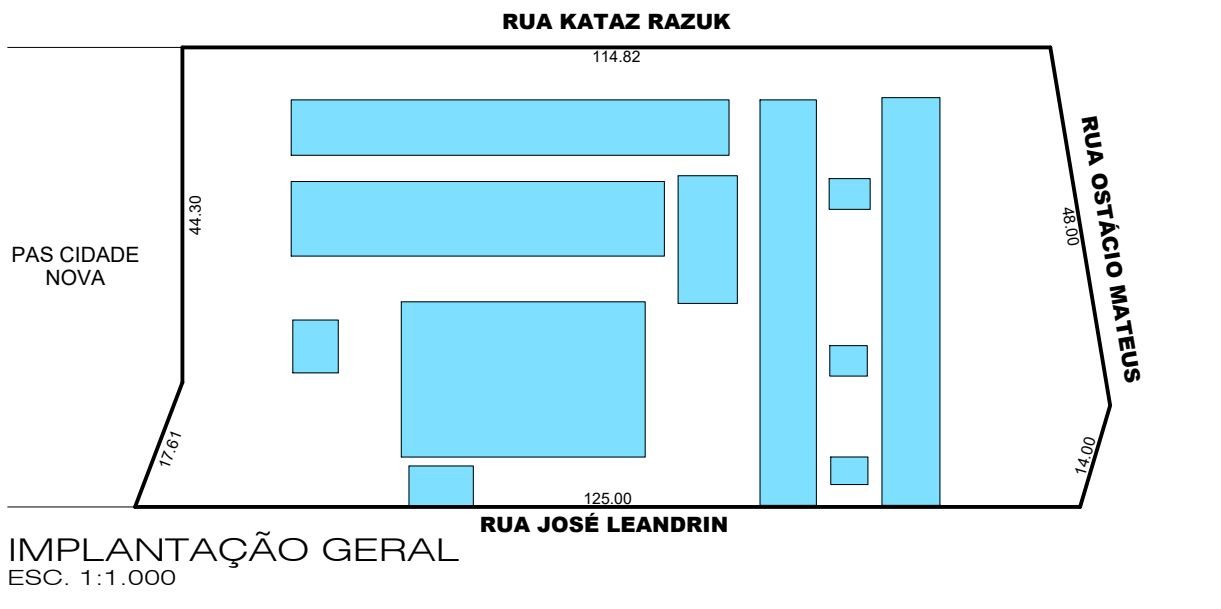 RUA KATAZ RAZUK
114.82
RUA OSTÁCIO MATEUS
44.30
48.00
PAS CIDADE
NOVA
17.61
14.00
125.00
RUA JOSÉ LEANDRIN
IMPLANTAÇÃO GERAL
ESC. 1:1.000